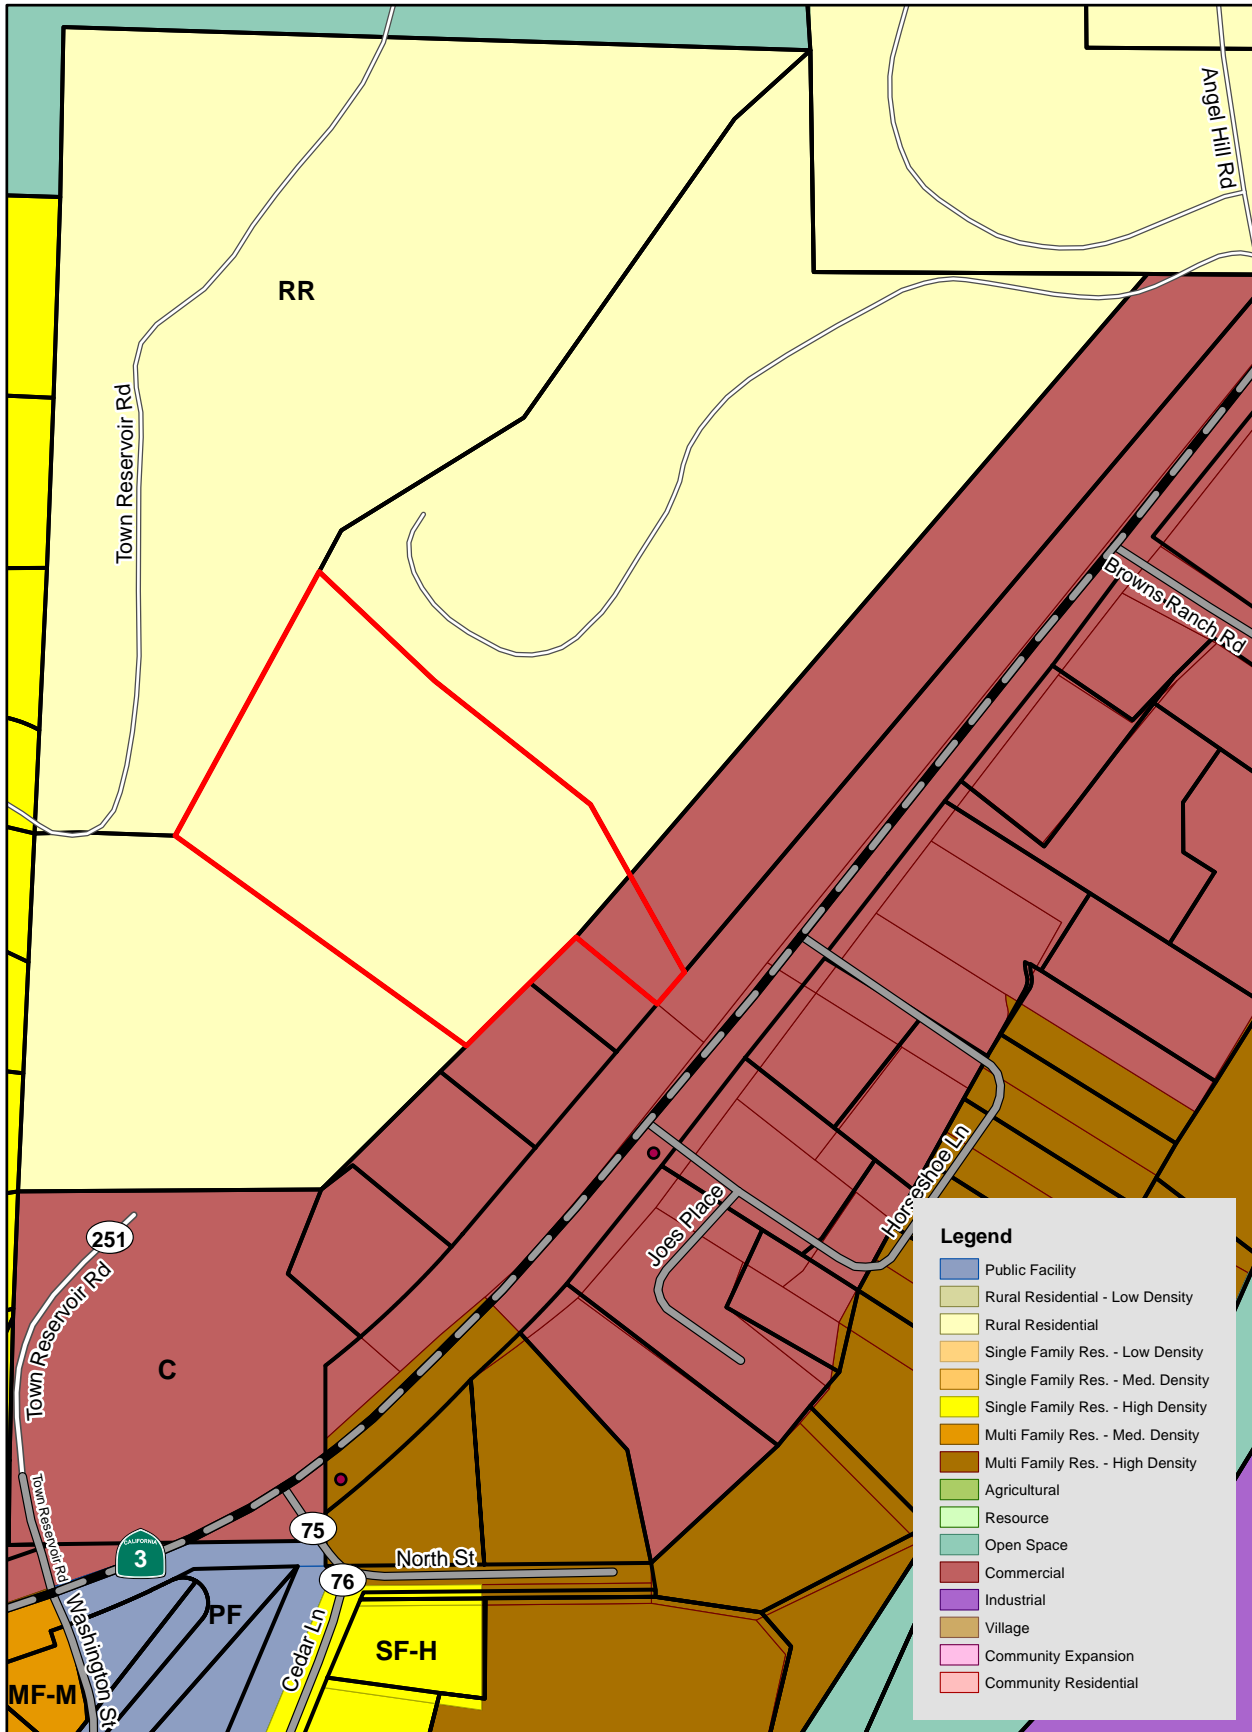 Angel Hill Rd
RR
Town Reservoir Rd
Browns Ranch Rd
Horseshoe Ln
Joes Place
251
Town Reservoir Rd
C
Town Reservoir Rd
CALIFORNIA
3
75
76
North St
PF
Washington St
Cedar Ln
SF-H
MF-M
Legend
Public Facility
Rural Residential - Low Density
Rural Residential
Single Family Res. - Low Density
Single Family Res. - Med. Density
Single Family Res. - High Density
Multi Family Res. - Med. Density
Multi Family Res. - High Density
Agricultural
Resource
Open Space
Commercial
Industrial
Village
Community Expansion
Community Residential